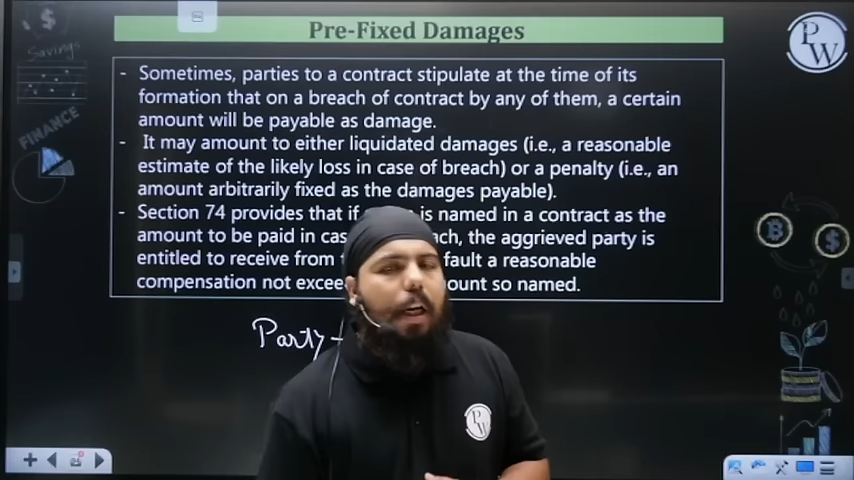 Pre-Fixed Damages
Savings
FINANCE
PW
- Sometimes, parties to a contract stipulate at the time of its
formation that on a breach of contract by any of them, a certain
amount will be payable as damage.
- It may amount to either liquidated damages (i.e., a reasonable
estimate of the likely loss in case of breach) or a penalty (i.e., an
amount arbitrarily fixed as the damages payable).
- Section 74 provides that if is named in a contract as the
amount to be paid in the aggrieved party is
entitled to receive from fault a reasonable
compensation not so named.
Party -
PW